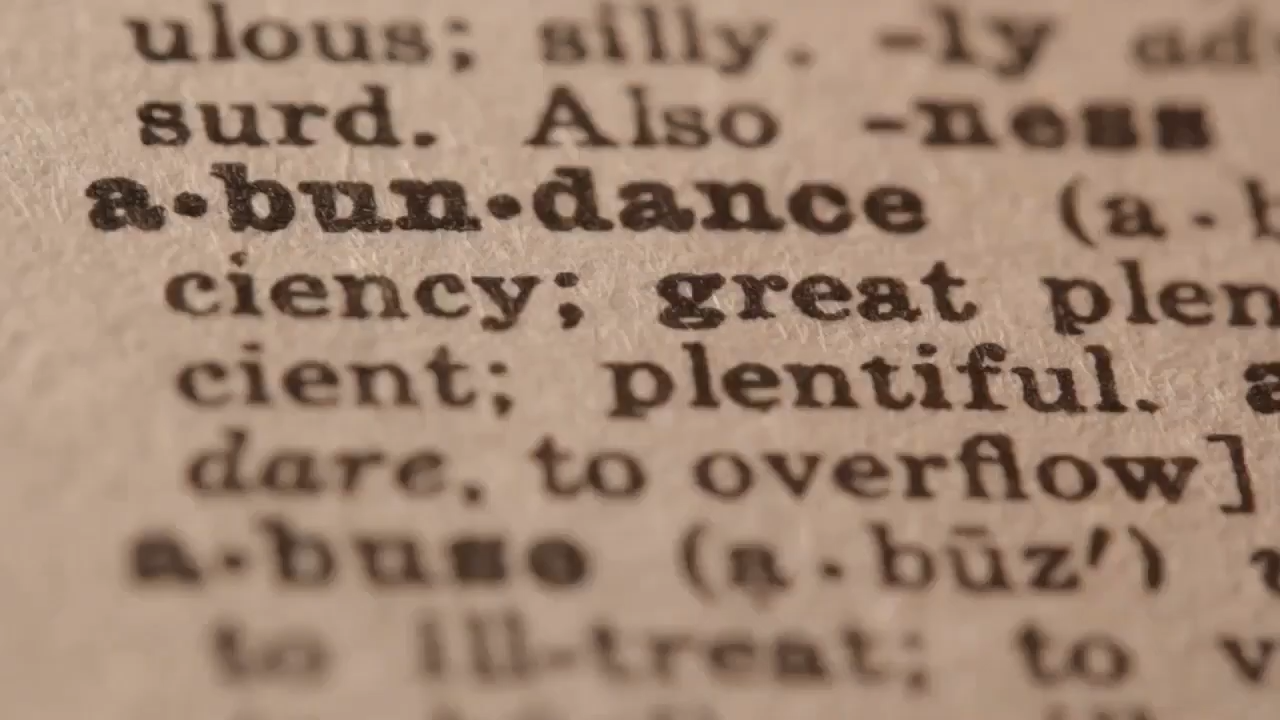 ulous; silly. -ly ad
surd. Also -ness
a•bun•dance (a·b
ciency; great plen
cient; plentiful. a
dare, to overflow]
a·buse (a·būz′) v
to ill-treat; to v